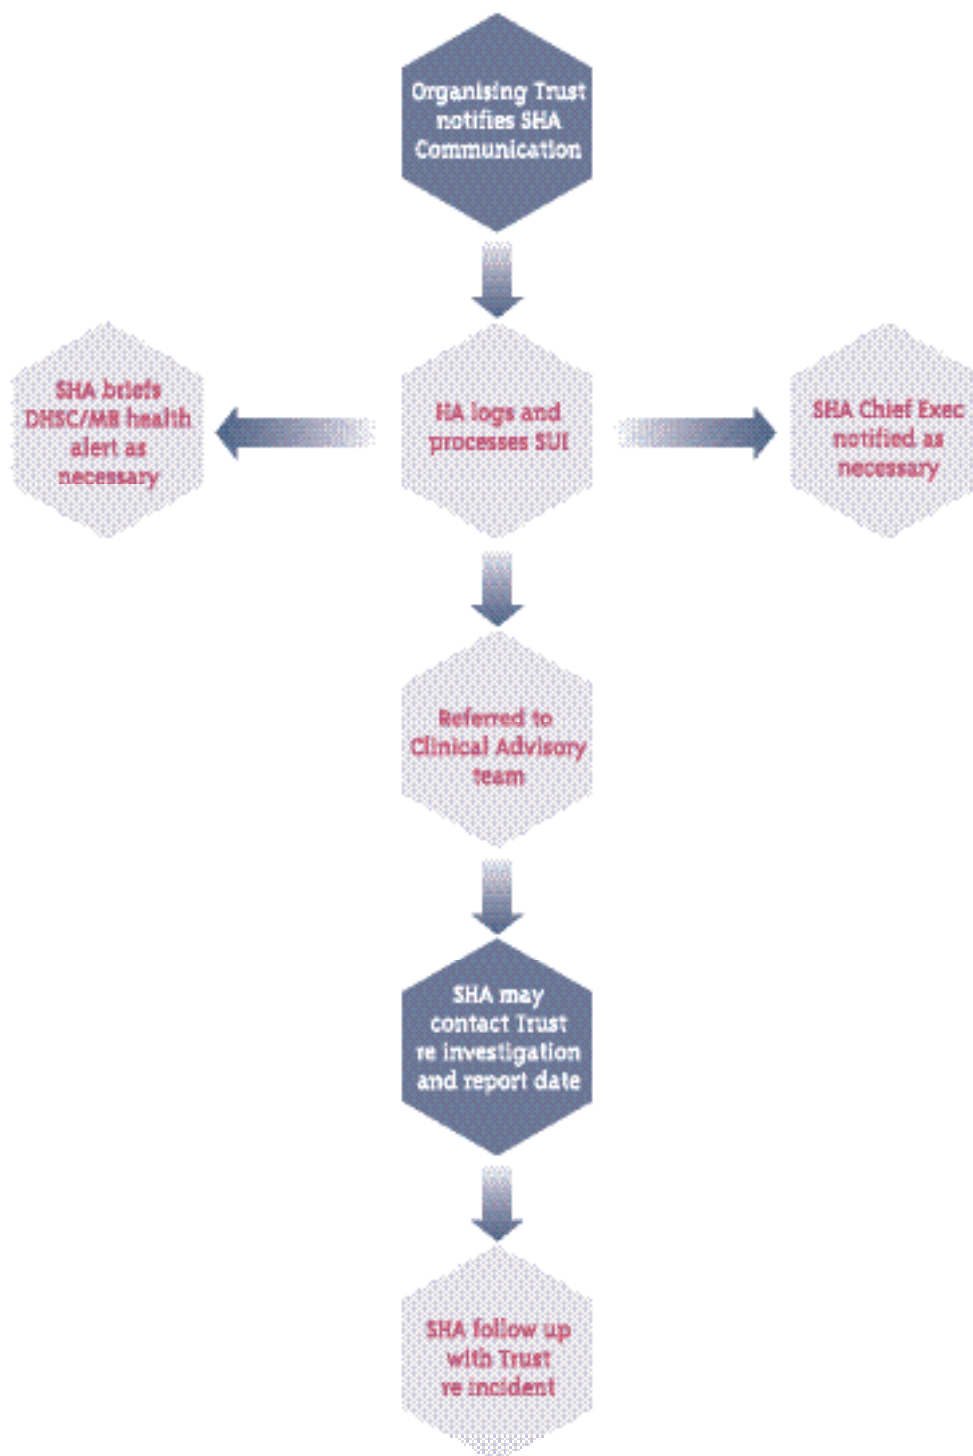 Organising Trust
notifies SHA
Communication
SHA briefs
DHSC/MB health
alert as
necessary
HA logs and
processes SUI
SHA Chief Exec
notified as
necessary
Referred to
Clinical Advisory
team
SHA may
contact Trust
re investigation
and report date
SHA follow up
with Trust
re incident